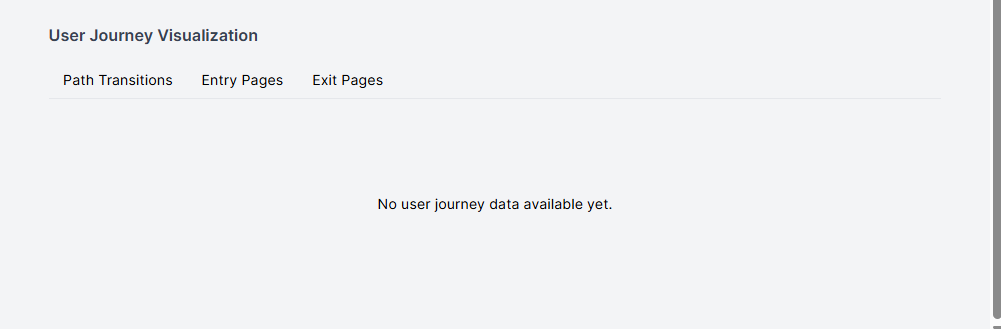 User Journey Visualization
Path Transitions Entry Pages Exit Pages
No user journey data available yet.